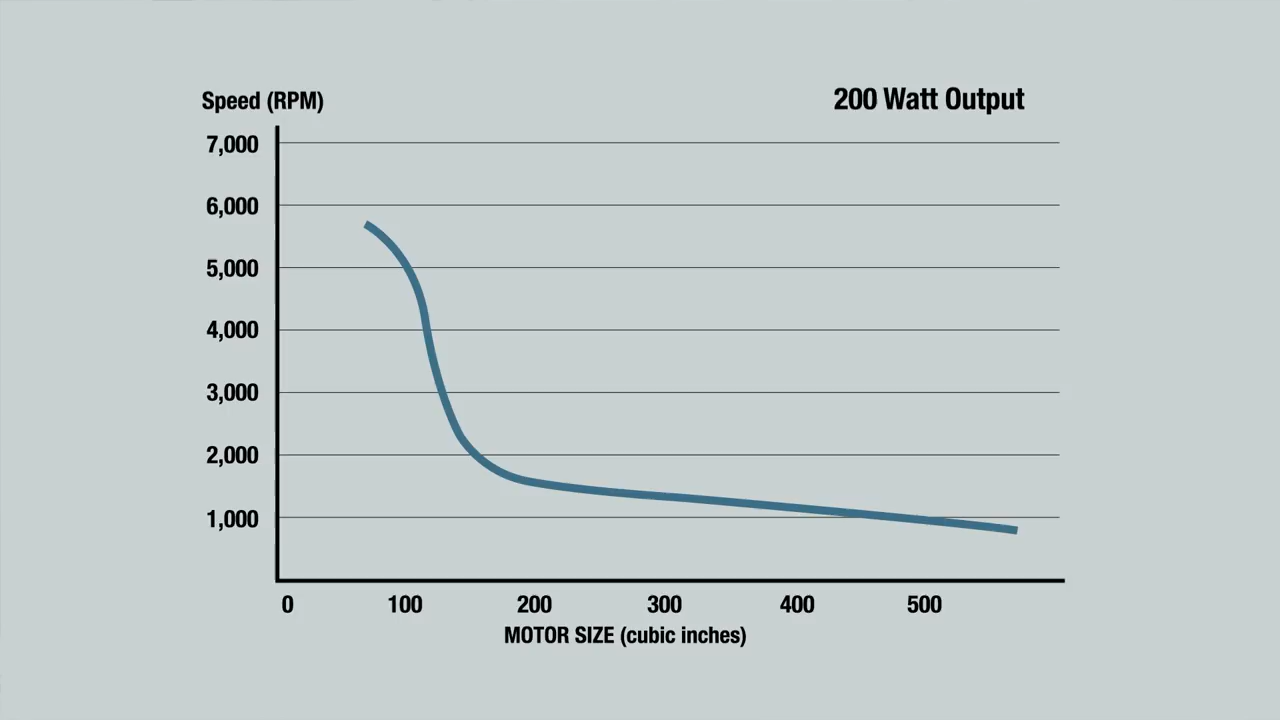 Speed (RPM)
200 Watt Output
7,000
6,000
5,000
4,000
3,000
2,000
1,000
0 100 200 300 400 500
MOTOR SIZE (cubic inches)